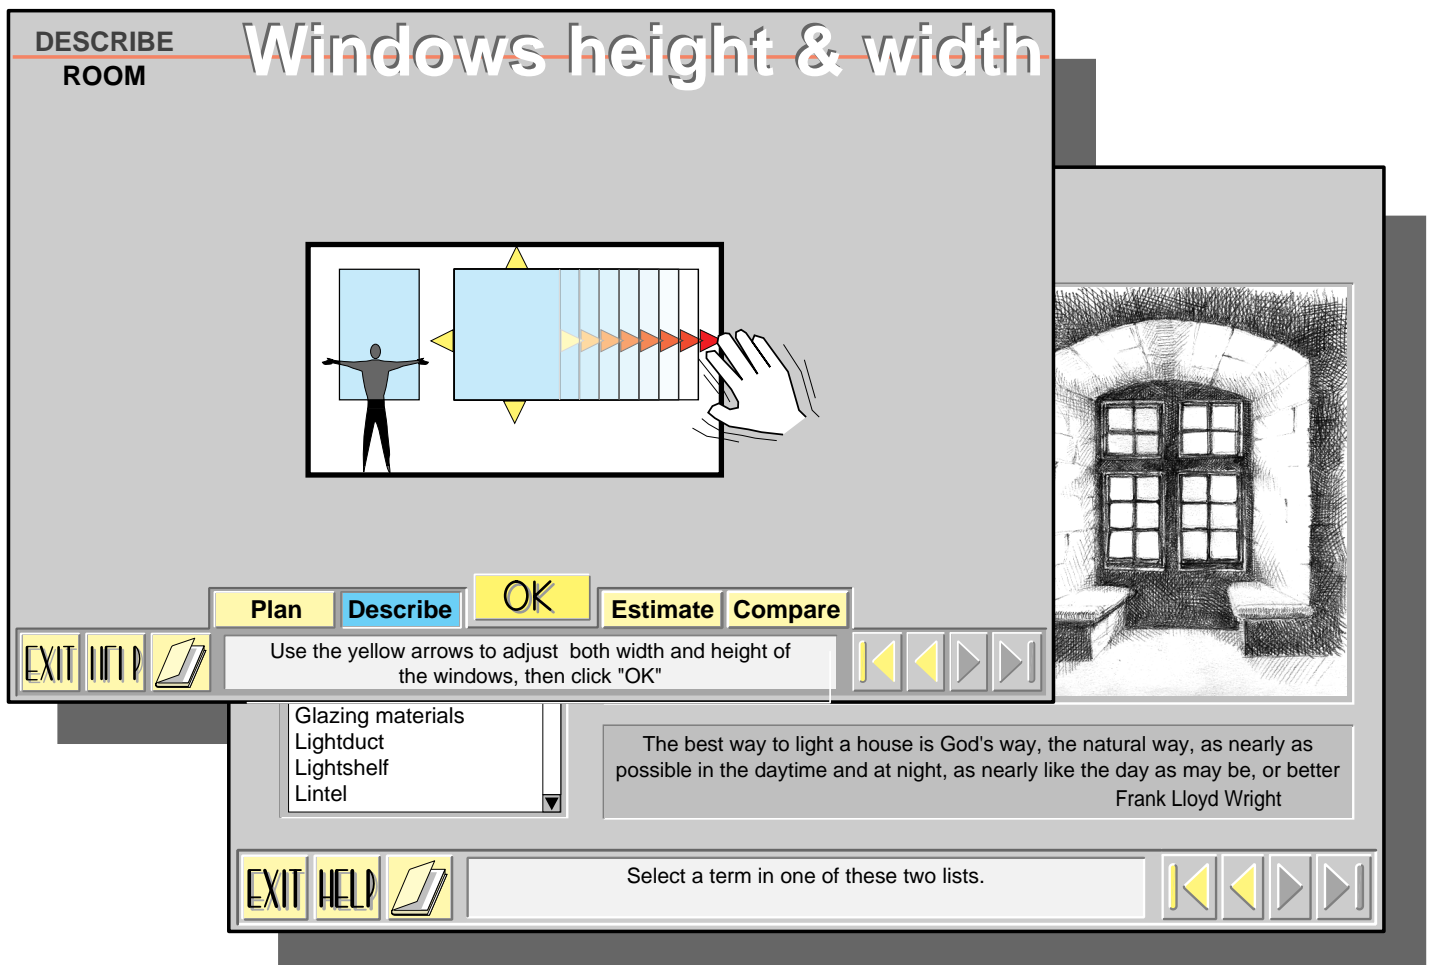 DESCRIBE
ROOM
Windows height & width
Plan
Describe
OK
Estimate
Compare
EXIT
HELP
Use the yellow arrows to adjust both width and height of
the windows, then click "OK"
Glazing materials
Lightduct
Lightshelf
Lintel
The best way to light a house is God's way, the natural way, as nearly as
possible in the daytime and at night, as nearly like the day as may be, or better
Frank Lloyd Wright
EXIT
HELP
Select a term in one of these two lists.